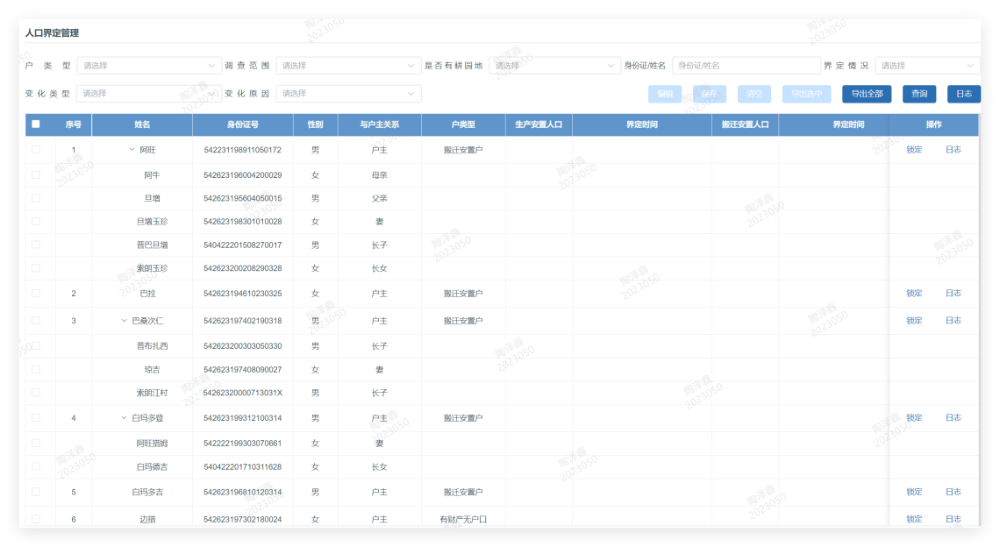 人口界定管理
户 类 型 请选择 调 查 范 围 请选择 是否有耕园地 请选择 身份证/姓名 身份证/姓名 界 定 情 况 请选择
变 化 类 型 请选择 变 化 原 因 请选择 编辑 保存 清空 导出选中 导出全部 查询 日志
序号 姓名 身份证号 性别 与户主关系 户类型 生产安置人口 界定时间 搬迁安置人口 界定时间 操作
1 阿旺 542231198911050172 男 户主 搬迁安置户 锁定 日志
阿牛 542623196004200029 女 母亲
旦增 542623195604050015 男 父亲
旦增玉珍 542623198301010028 女 妻
普巴旦增 540422201508270017 男 长子
索朗玉珍 542623200208290328 女 长女
2 巴拉 542623194610230325 女 户主 搬迁安置户 锁定 日志
3 巴桑次仁 542623197402190318 男 户主 搬迁安置户 锁定 日志
普布扎西 542623200303050330 男 长子
琼吉 542623197408090027 女 妻
索朗江村 54262320000713031X 男 长子
4 白玛多登 542623199312100314 男 户主 搬迁安置户 锁定 日志
阿旺措姆 542222199303070661 女 妻
白玛德吉 540422201710311628 女 长女
5 白玛多吉 542623196810120314 男 户主 搬迁安置户 锁定 日志
6 边措 542623197302180024 女 户主 有财产无户口 锁定 日志
陶泽鑫
2023050